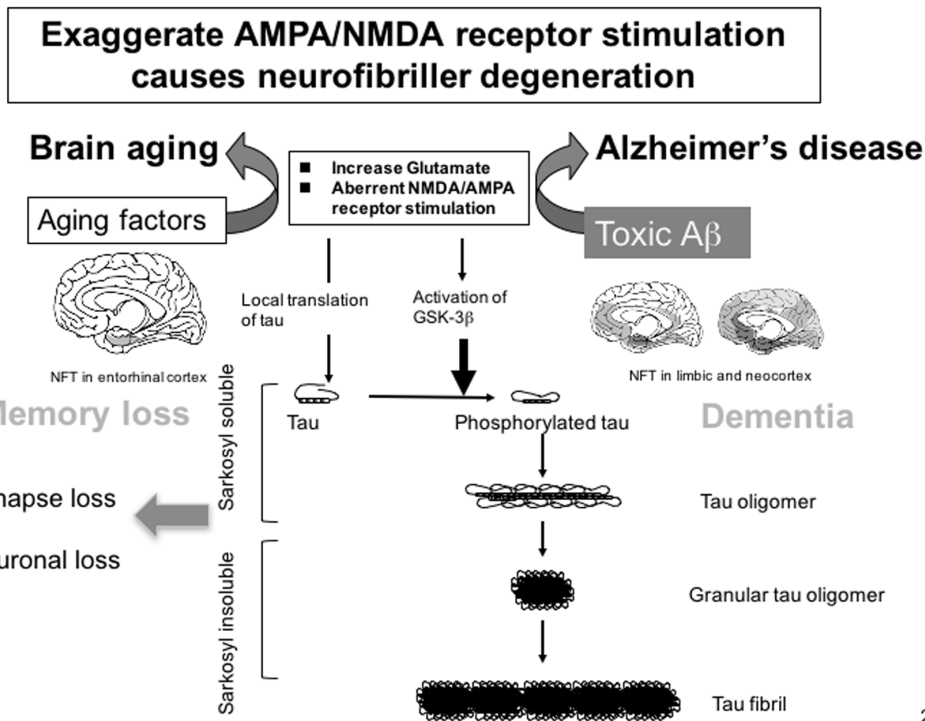 Exaggerate AMPA/NMDA receptor stimulation
causes neurofibriller degeneration
Brain aging
Alzheimer's disease
■ Increase Glutamate
■ Aberrent NMDA/AMPA
receptor stimulation
Aging factors
Toxic Aβ
Local translation
of tau
Activation of
GSK-3β
NFT in entorhinal cortex
NFT in limbic and neocortex
Memory loss
Dementia
Sarkosyl soluble
Tau
Phosphorylated tau
napse loss
Tau oligomer
uronal loss
Sarkosyl insoluble
Granular tau oligomer
Tau fibril